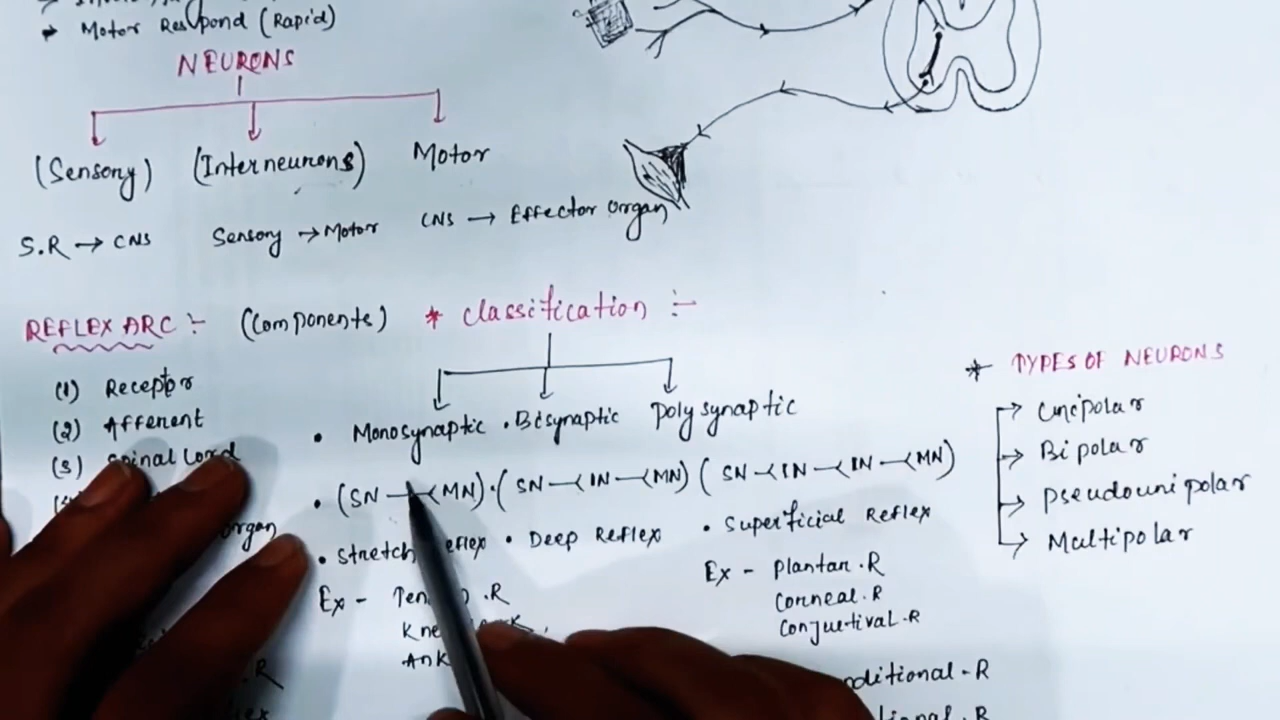 Motor Respond (Rapid)
NEURONS
(Sensory) (Interneurons) Motor
S.R → CNS Sensory → Motor CNS → Effector organ
REFLEX ARC :- (Components)
(1) Receptor
(2) Afferent
(3) Spinal Cord
organ
* Classification :-
• Monosynaptic • Bisynaptic Polysynaptic
• (SN —< MN) • (SN —< IN —< MN) (SN —< IN —< IN —< MN)
• Stretch • Deep Reflex • Superficial Reflex
Ex - .R Ex - Plantar .R
Corneal .R
Conjuctival .R
ditional - R
* TYPES OF NEURONS
→ Unipolar
→ Bipolar
→ Pseudounipolar
→ Multipolar